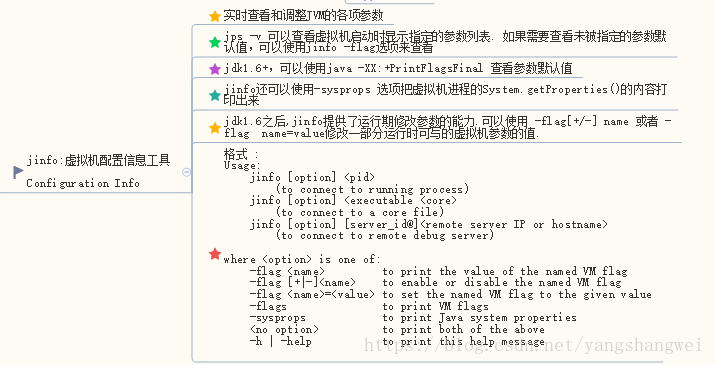 实时查看和调整JVM的各项参数
jps -v 可以查看虚拟机启动时显示指定的参数列表. 如果需要查看未被指定的参数默
认值, 可以使用jinfo -flag选项来查看
jdk1.6+, 可以使用java -XX:+PrintFlagsFinal 查看参数默认值
jinfo还可以使用-sysprops 选项把虚拟机进程的System.getProperties()的内容打
印出来
jdk1.6之后,jinfo提供了运行期修改参数的能力.可以使用 -flag[+/-] name 或者 -
flag name=value修改一部分运行时可写的虚拟机参数的值.
jinfo:虚拟机配置信息工具
Configuration Info
格式 :
Usage:
jinfo [option] <pid>
(to connect to running process)
jinfo [option] <executable <core>
(to connect to a core file)
jinfo [option] [server_id@]<remote server IP or hostname>
(to connect to remote debug server)
where <option> is one of:
-flag <name> to print the value of the named VM flag
-flag [+|-]<name> to enable or disable the named VM flag
-flag <name>=<value> to set the named VM flag to the given value
-flags to print VM flags
-sysprops to print Java system properties
<no option> to print both of the above
-h | -help to print this help message
https://blog.csdn.net/yangshangwei